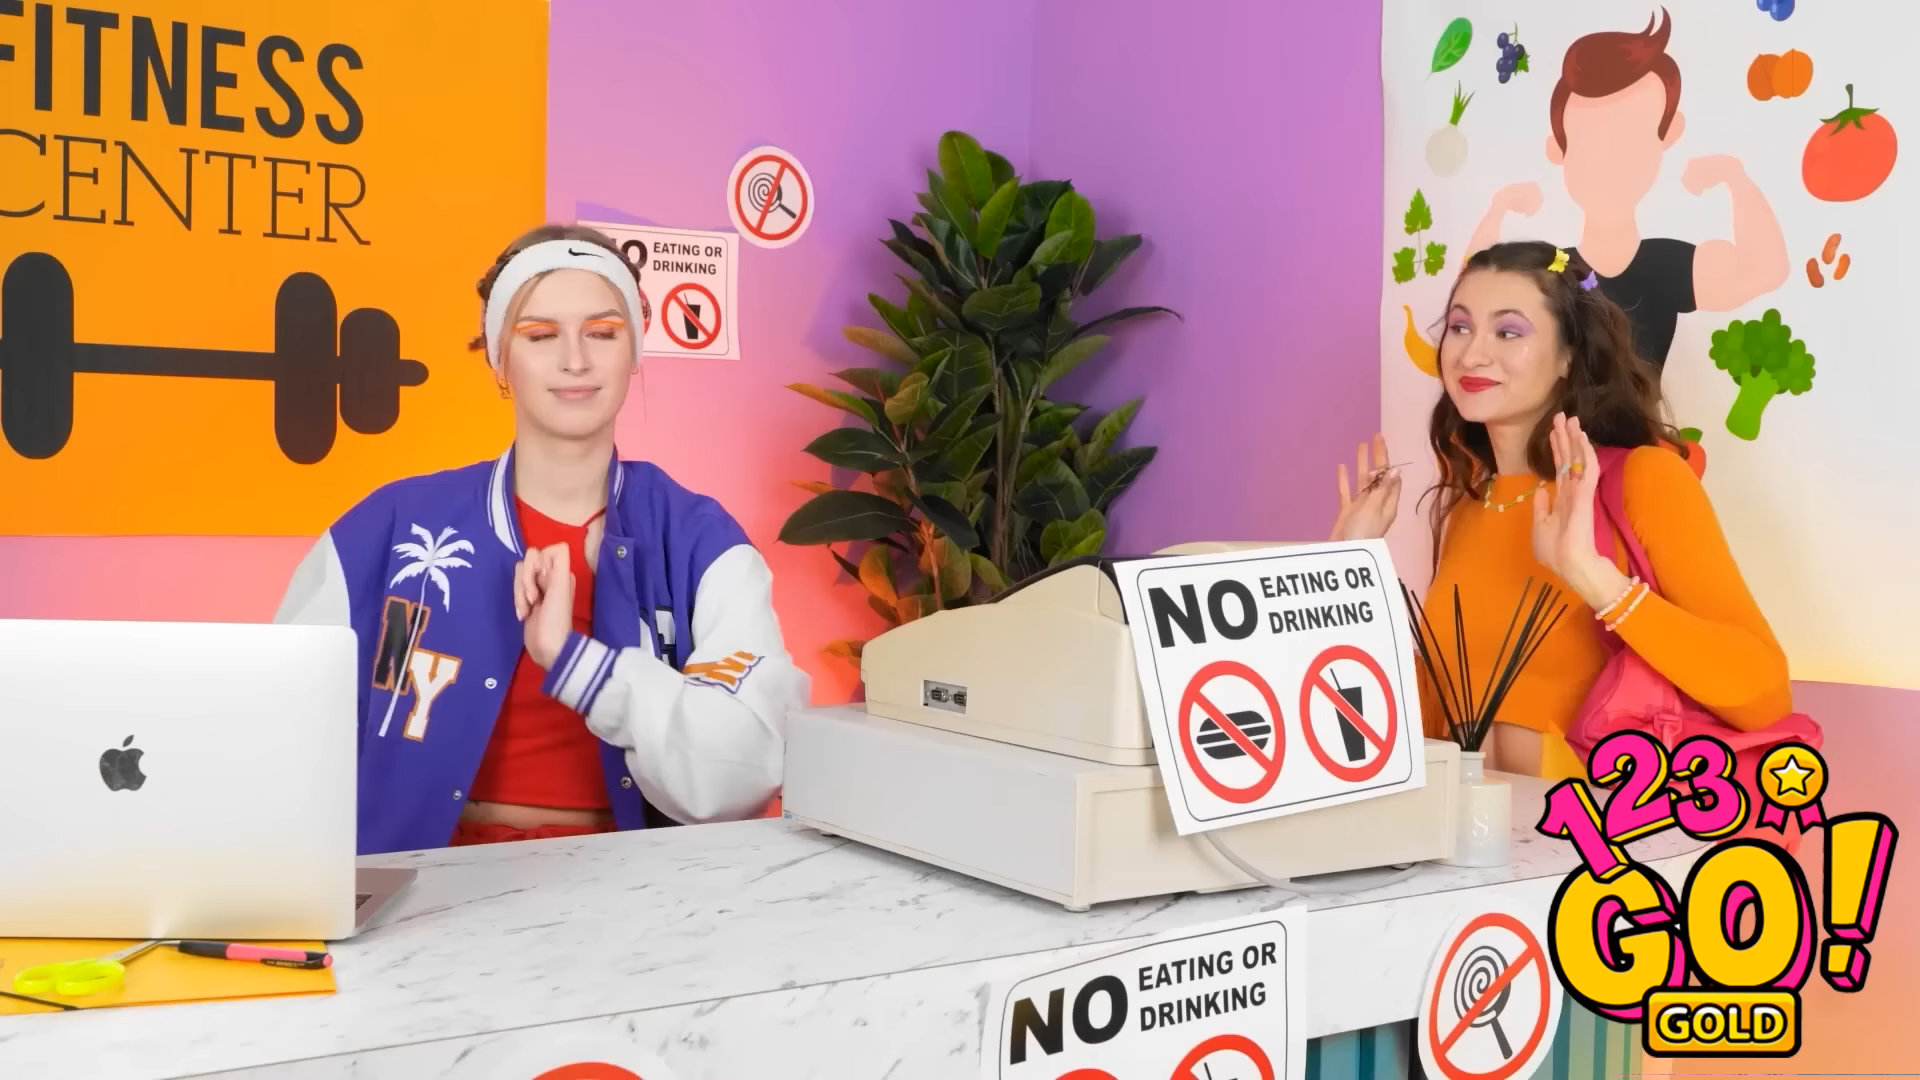 FITNESS
CENTER
NO EATING OR
DRINKING
NY
NO EATING OR
DRINKING
S
NO EATING OR
DRINKING
123
GO!
GOLD